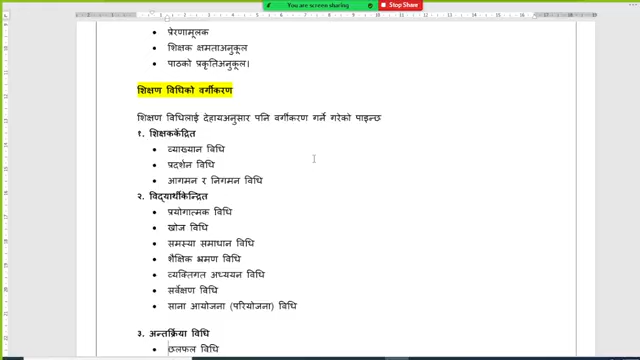 You are screen sharing
Stop Share
प्रेरणामूलक
शिक्षक क्षमताअनुकूल
पाठको प्रकृतिअनुकूल।
शिक्षण विधिको वर्गीकरण
शिक्षण विधिलाई देहायअनुसार पनि वर्गीकरण गर्ने गरेको पाइन्छ
१. शिक्षककेंद्रित
व्याख्यान विधि
प्रदर्शन विधि
आगमन र निगमन विधि
२. विद्यार्थीकेन्द्रित
प्रयोगात्मक विधि
खोज विधि
समस्या समाधान विधि
शैक्षिक भ्रमण विधि
व्यक्तिगत अध्ययन विधि
सर्वेक्षण विधि
साना आयोजना (परियोजना) विधि
३. अन्तर्क्रिया विधि
छलफल विधि